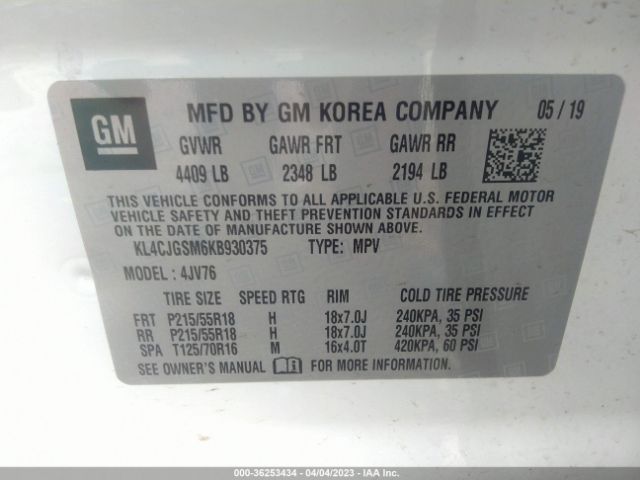 GM MFD BY GM KOREA COMPANY 05 / 19
GVWR GAWR FRT GAWR RR
4409 LB 2348 LB 2194 LB
THIS VEHICLE CONFORMS TO ALL APPLICABLE U.S. FEDERAL MOTOR
VEHICLE SAFETY AND THEFT PREVENTION STANDARDS IN EFFECT
ON THE DATE OF MANUFACTURE SHOWN ABOVE.
KL4CJGSM6KB930375 TYPE: MPV
MODEL : 4JV76
TIRE SIZE SPEED RTG RIM COLD TIRE PRESSURE
FRT P215/55R18 H 18x7.0J 240KPA, 35 PSI
RR P215/55R18 H 18x7.0J 240KPA, 35 PSI
SPA T125/70R16 M 16x4.0T 420KPA, 60 PSI
SEE OWNER'S MANUAL FOR MORE INFORMATION.
000-36253434 - 04/04/2023 - IAA Inc.